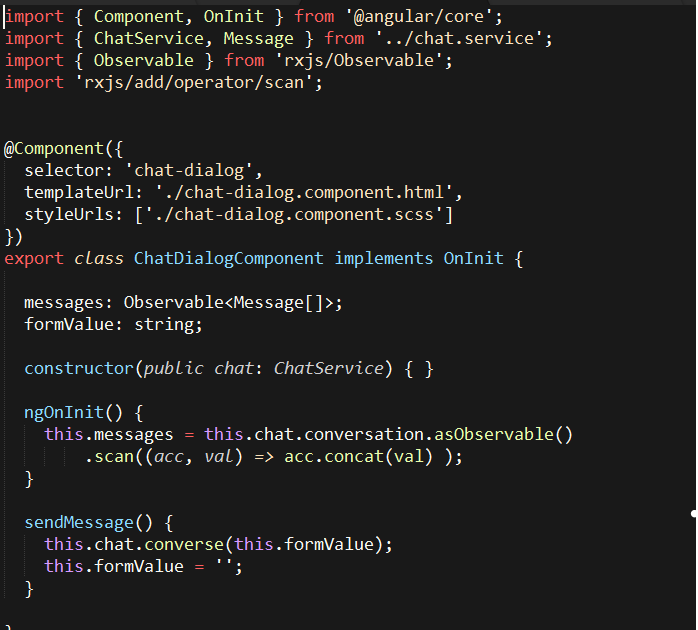 import { Component, OnInit } from '@angular/core';
import { ChatService, Message } from '../chat.service';
import { Observable } from 'rxjs/Observable';
import 'rxjs/add/operator/scan';
@Component({
selector: 'chat-dialog',
templateUrl: './chat-dialog.component.html',
styleUrls: ['./chat-dialog.component.scss']
})
export class ChatDialogComponent implements OnInit {
messages: Observable<Message[]>;
formValue: string;
constructor(public chat: ChatService) { }
ngOnInit() {
this.messages = this.chat.conversation.asObservable()
.scan((acc, val) => acc.concat(val) );
}
sendMessage() {
this.chat.converse(this.formValue);
this.formValue = '';
}
}